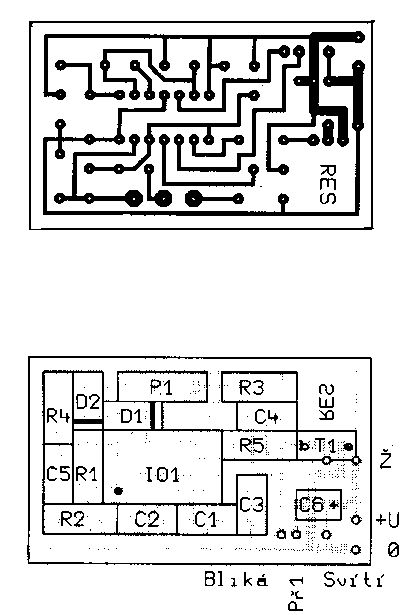 RES
P1 R3 RES
R4 D2 D1 C4
R5 b T1
C5 R1 IO1 Ž
C3 C6 +
R2 C2 C1 +U
0
Bliká Př1 Svítí